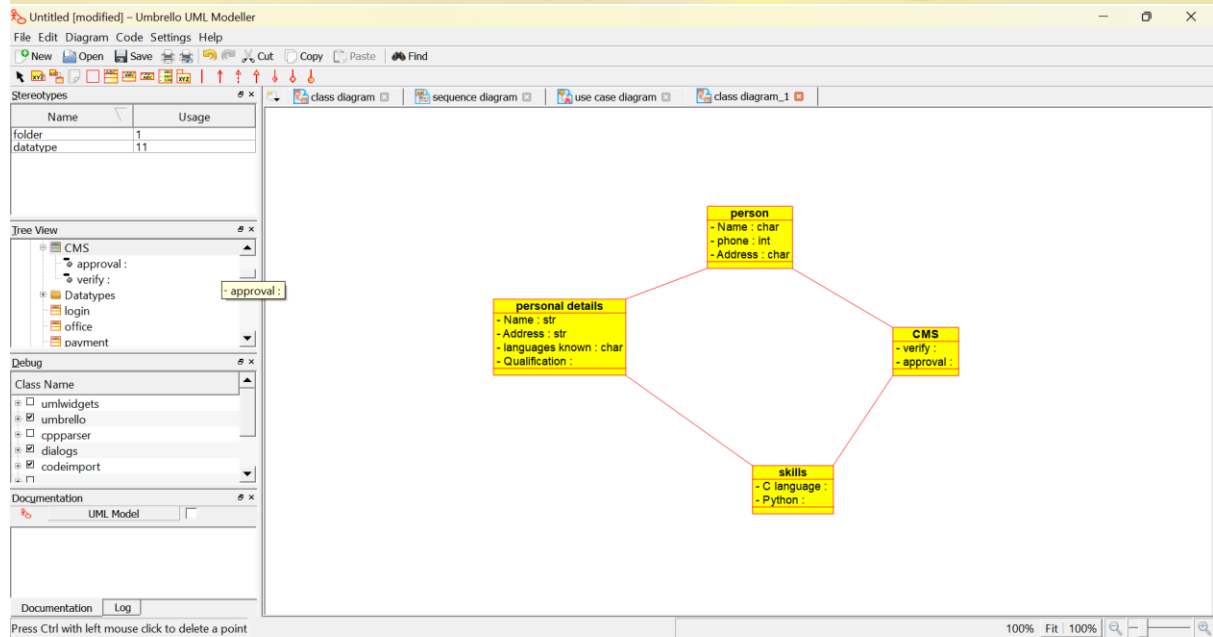 Untitled [modified] – Umbrello UML Modeller
File Edit Diagram Code Settings Help
New Open Save Cut Copy Paste Find
Stereotypes
Name Usage
folder 1
datatype 11
Tree View
CMS
approval :
verify :
Datatypes
login
office
payment
- approval :
Debug
Class Name
umlwidgets
umbrello
cppparser
dialogs
codeimport
Documentation
UML Model
Documentation Log
Press Ctrl with left mouse click to delete a point
class diagram sequence diagram use case diagram class diagram_1
person
- Name : char
- phone : int
- Address : char
personal details
- Name : str
- Address : str
- languages known : char
- Qualification :
CMS
- verify :
- approval :
skills
- C language :
- Python :
100% Fit 100%